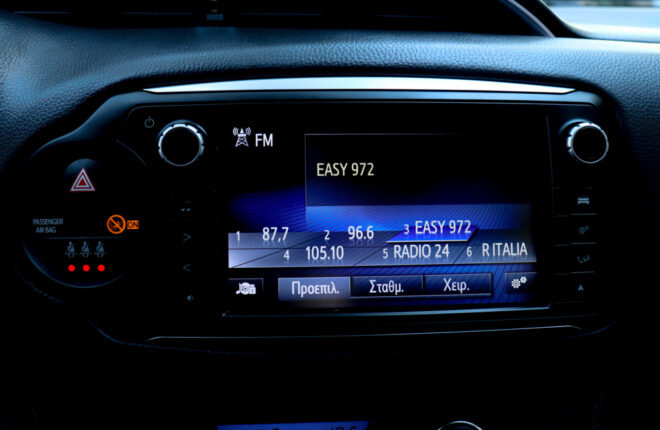 FM
EASY 972
1 87,7 2 96.6 3 EASY 972
4 105.10 5 RADIO 24 6 R ITALIA
Προεπιλ. Σταθμ. Χειρ.
PASSENGER
AIR BAG
ON